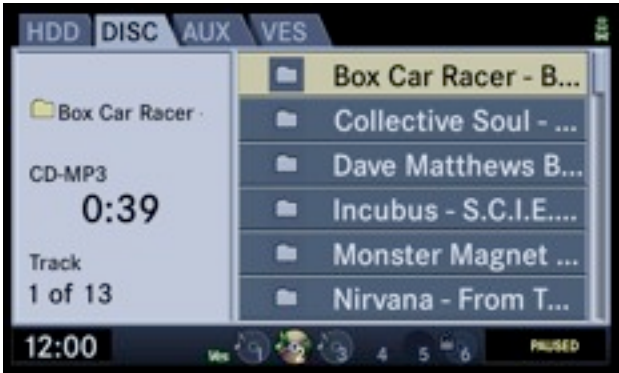 HDD DISC AUX VES
Box Car Racer -
CD-MP3
0:39
Track
1 of 13
Box Car Racer - B...
Collective Soul - ...
Dave Matthews B...
Incubus - S.C.I.E....
Monster Magnet ...
Nirvana - From T...
12:00 Ves 1 2 3 4 5 6 PAUSED